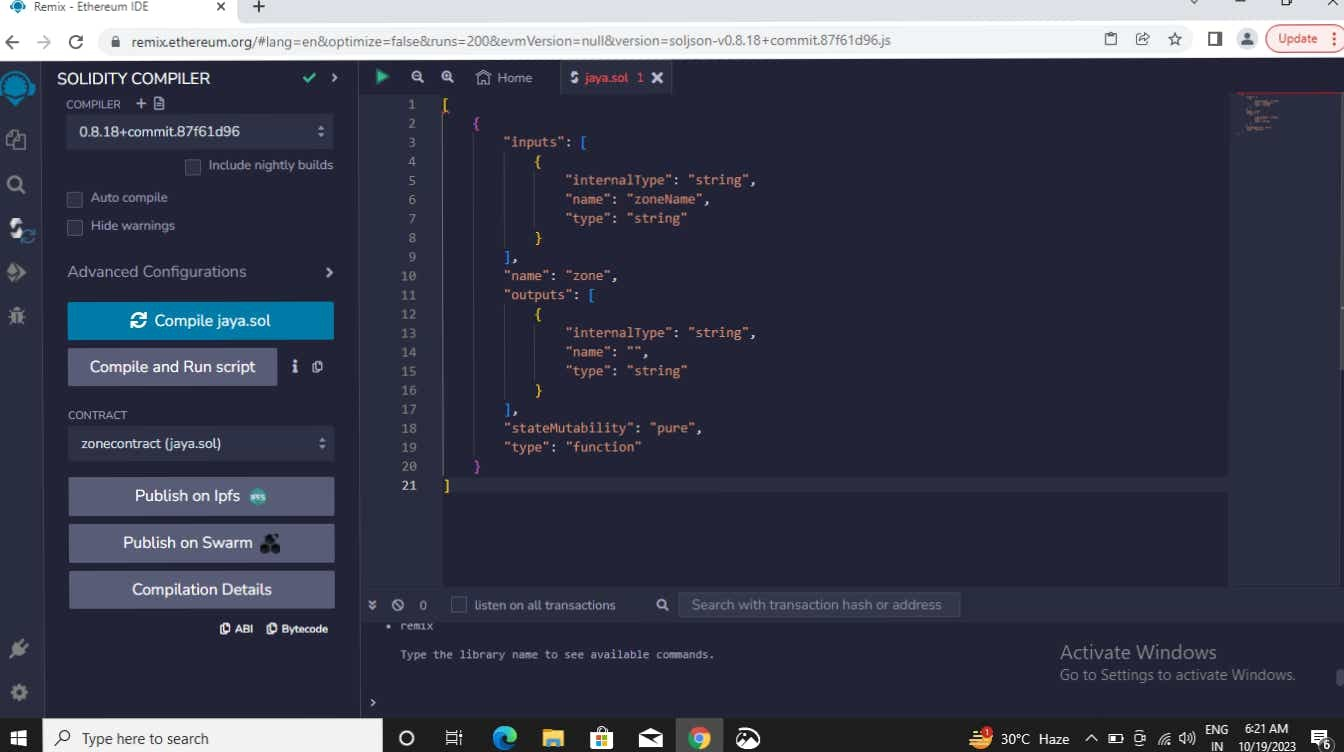 Remix - Ethereum IDE
remix.ethereum.org/#lang=en&optimize=false&runs=200&evmVersion=null&version=soljson-v0.8.18+commit.87f61d96.js
Update
SOLIDITY COMPILER
COMPILER
0.8.18+commit.87f61d96
Include nightly builds
Auto compile
Hide warnings
Advanced Configurations
Compile jaya.sol
Compile and Run script
CONTRACT
zonecontract (jaya.sol)
Publish on Ipfs IPFS
Publish on Swarm
Compilation Details
ABI Bytecode
Home jaya.sol 1
1 [
2 {
3 "inputs": [
4 {
5 "internalType": "string",
6 "name": "zoneName",
7 "type": "string"
8 }
9 ],
10 "name": "zone",
11 "outputs": [
12 {
13 "internalType": "string",
14 "name": "",
15 "type": "string"
16 }
17 ],
18 "stateMutability": "pure",
19 "type": "function"
20 }
21 ]
0 listen on all transactions Search with transaction hash or address
• remix
Type the library name to see available commands.
>
Activate Windows
Go to Settings to activate Windows.
Type here to search
1 30°C Haze
ENG
IN
6:21 AM
10/19/2023